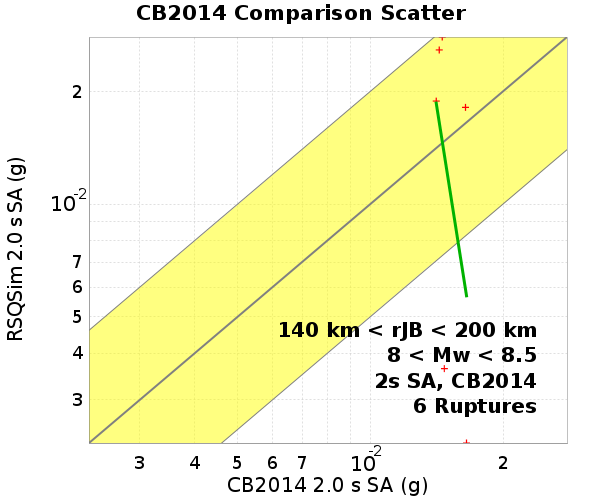 CB2014 Comparison Scatter
RSQSim 2.0 s SA (g)
2
10-2
7
6
5
4
3
140 km < rJB < 200 km
8 < Mw < 8.5
2s SA, CB2014
6 Ruptures
3 4 5 6 7 10-2 2
CB2014 2.0 s SA (g)